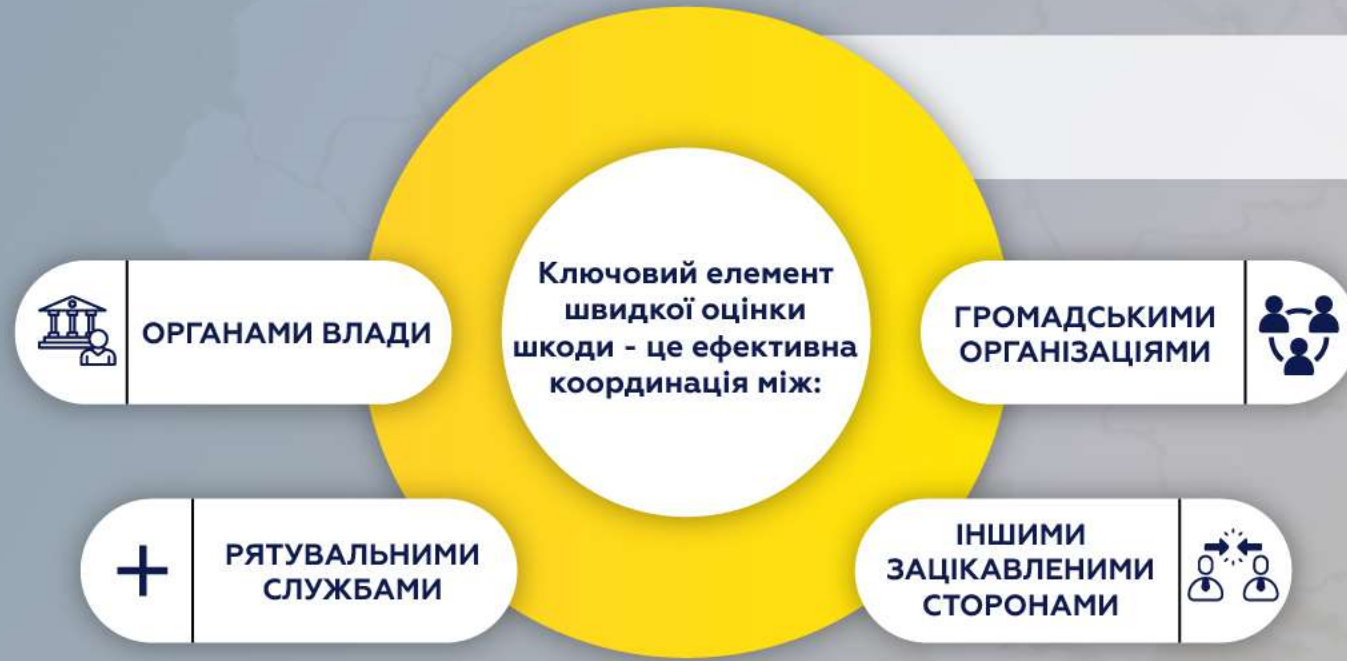 Ключовий елемент
швидкої оцінки
шкоди - це ефективна
координація між:
ОРГАНАМИ ВЛАДИ
ГРОМАДСЬКИМИ
ОРГАНІЗАЦІЯМИ
РЯТУВАЛЬНИМИ
СЛУЖБАМИ
ІНШИМИ
ЗАЦІКАВЛЕНИМИ
СТОРОНАМИ